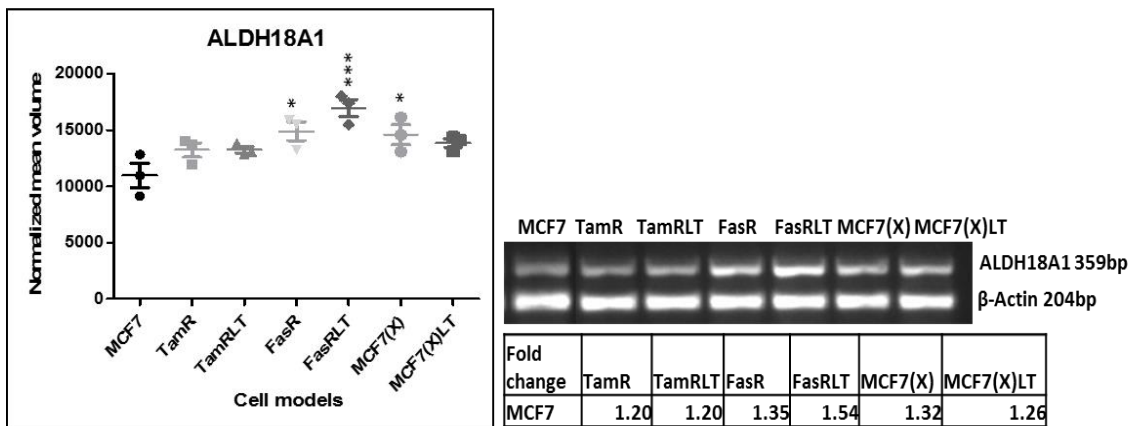 ALDH18A1
Normalized mean volume
20000
15000
10000
5000
0
*
***
*
MCF7
TamR
TamRLT
FasR
FasRLT
MCF7(X)
MCF7(X)LT
Cell models
MCF7 TamR TamRLT FasR FasRLT MCF7(X) MCF7(X)LT
ALDH18A1 359bp
β-Actin 204bp
Fold
change TamR TamRLT FasR FasRLT MCF7(X) MCF7(X)LT
MCF7 1.20 1.20 1.35 1.54 1.32 1.26